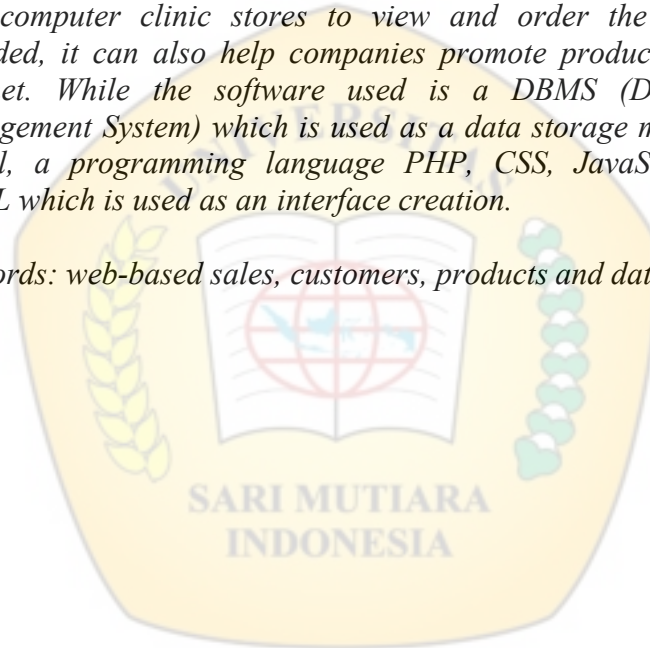 computer clinic stores to view and order the
ded, it can also help companies promote produc
et. While the software used is a DBMS (D
gement System) which is used as a data storage m
l, a programming language PHP, CSS, JavaS
L which is used as an interface creation.
ords: web-based sales, customers, products and dat
UNIVERSITAS
SARI MUTIARA
INDONESIA